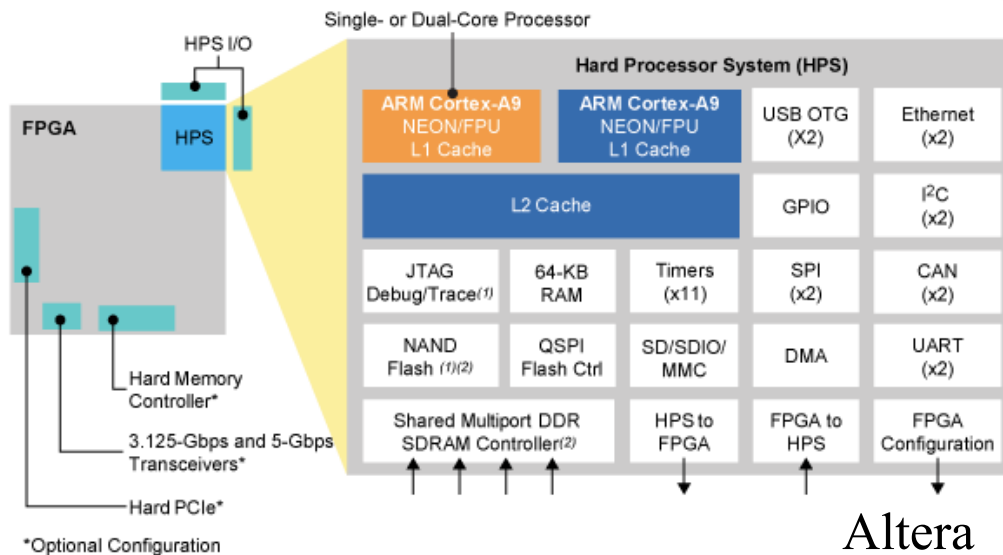 Single- or Dual-Core Processor
HPS I/O
FPGA
HPS
Hard Memory
Controller*
3.125-Gbps and 5-Gbps
Transceivers*
Hard PCIe*
*Optional Configuration
Hard Processor System (HPS)
ARM Cortex-A9
NEON/FPU
L1 Cache
ARM Cortex-A9
NEON/FPU
L1 Cache
USB OTG
(X2)
Ethernet
(x2)
L2 Cache
GPIO
I²C
(x2)
JTAG
Debug/Trace(1)
64-KB
RAM
Timers
(x11)
SPI
(x2)
CAN
(x2)
NAND
Flash (1)(2)
QSPI
Flash Ctrl
SD/SDIO/
MMC
DMA
UART
(x2)
Shared Multiport DDR
SDRAM Controller(2)
HPS to
FPGA
FPGA to
HPS
FPGA
Configuration
Altera